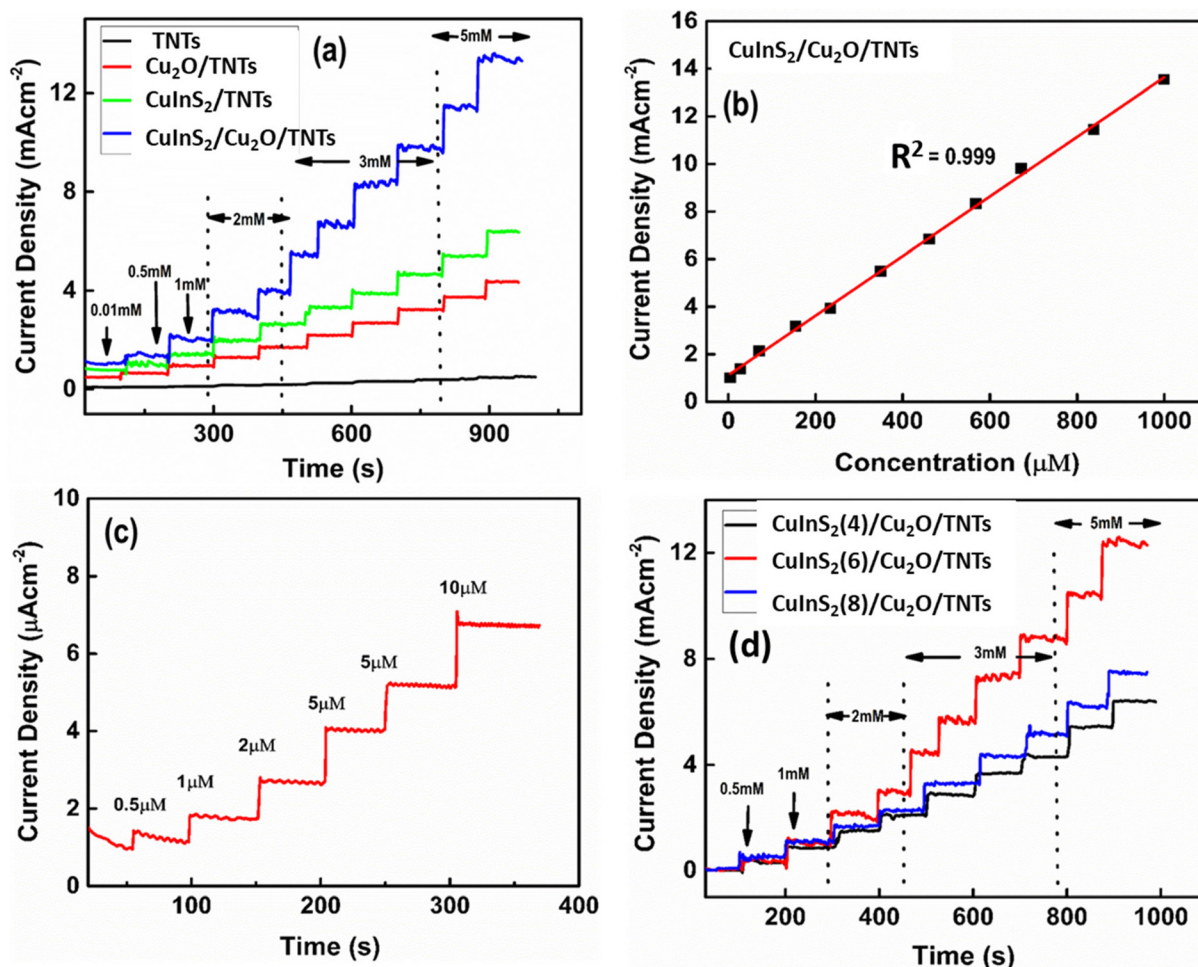 (a)
TNTs
Cu₂O/TNTs
CuInS₂/TNTs
CuInS₂/Cu₂O/TNTs
5mM
3mM
2mM
0.5mM
1mM
0.01mM
12
8
4
0
Current Density (mAcm⁻²)
300 600 900
Time (s)
CuInS₂/Cu₂O/TNTs
(b)
R² = 0.999
16
14
12
10
8
6
4
2
0
Current Density (mAcm⁻²)
0 200 400 600 800 1000
Concentration (μM)
(c)
10μM
5μM
5μM
2μM
1μM
0.5μM
10
8
6
4
2
0
Current Density (μAcm⁻²)
100 200 300 400
Time (s)
CuInS₂(4)/Cu₂O/TNTs
CuInS₂(6)/Cu₂O/TNTs
CuInS₂(8)/Cu₂O/TNTs
(d)
5mM
3mM
2mM
1mM
0.5mM
12
8
4
0
Current Density (mAcm⁻²)
200 400 600 800 1000
Time (s)